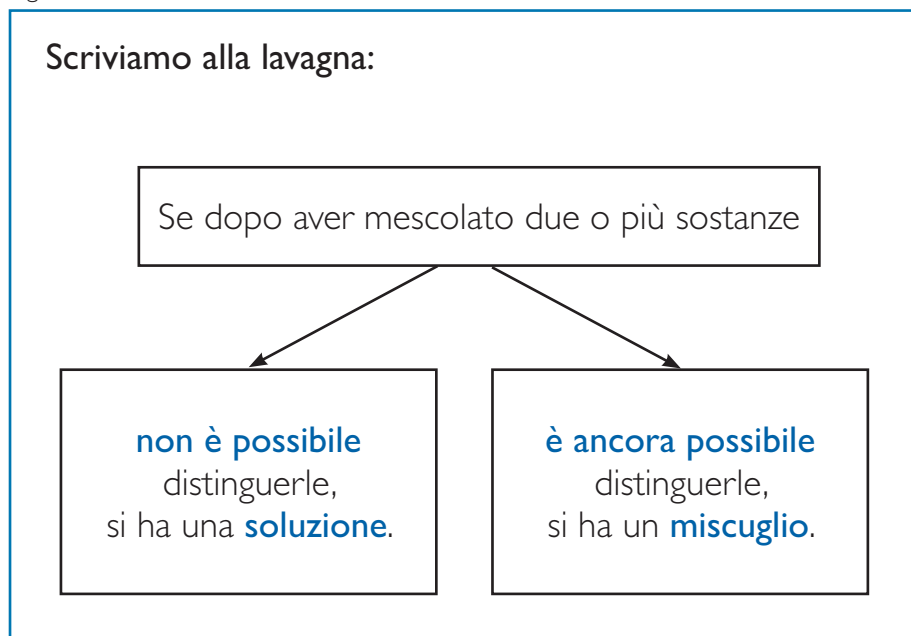 Scriviamo alla lavagna:
Se dopo aver mescolato due o più sostanze
non è possibile
distinguerle,
si ha una soluzione.
è ancora possibile
distinguerle,
si ha un miscuglio.